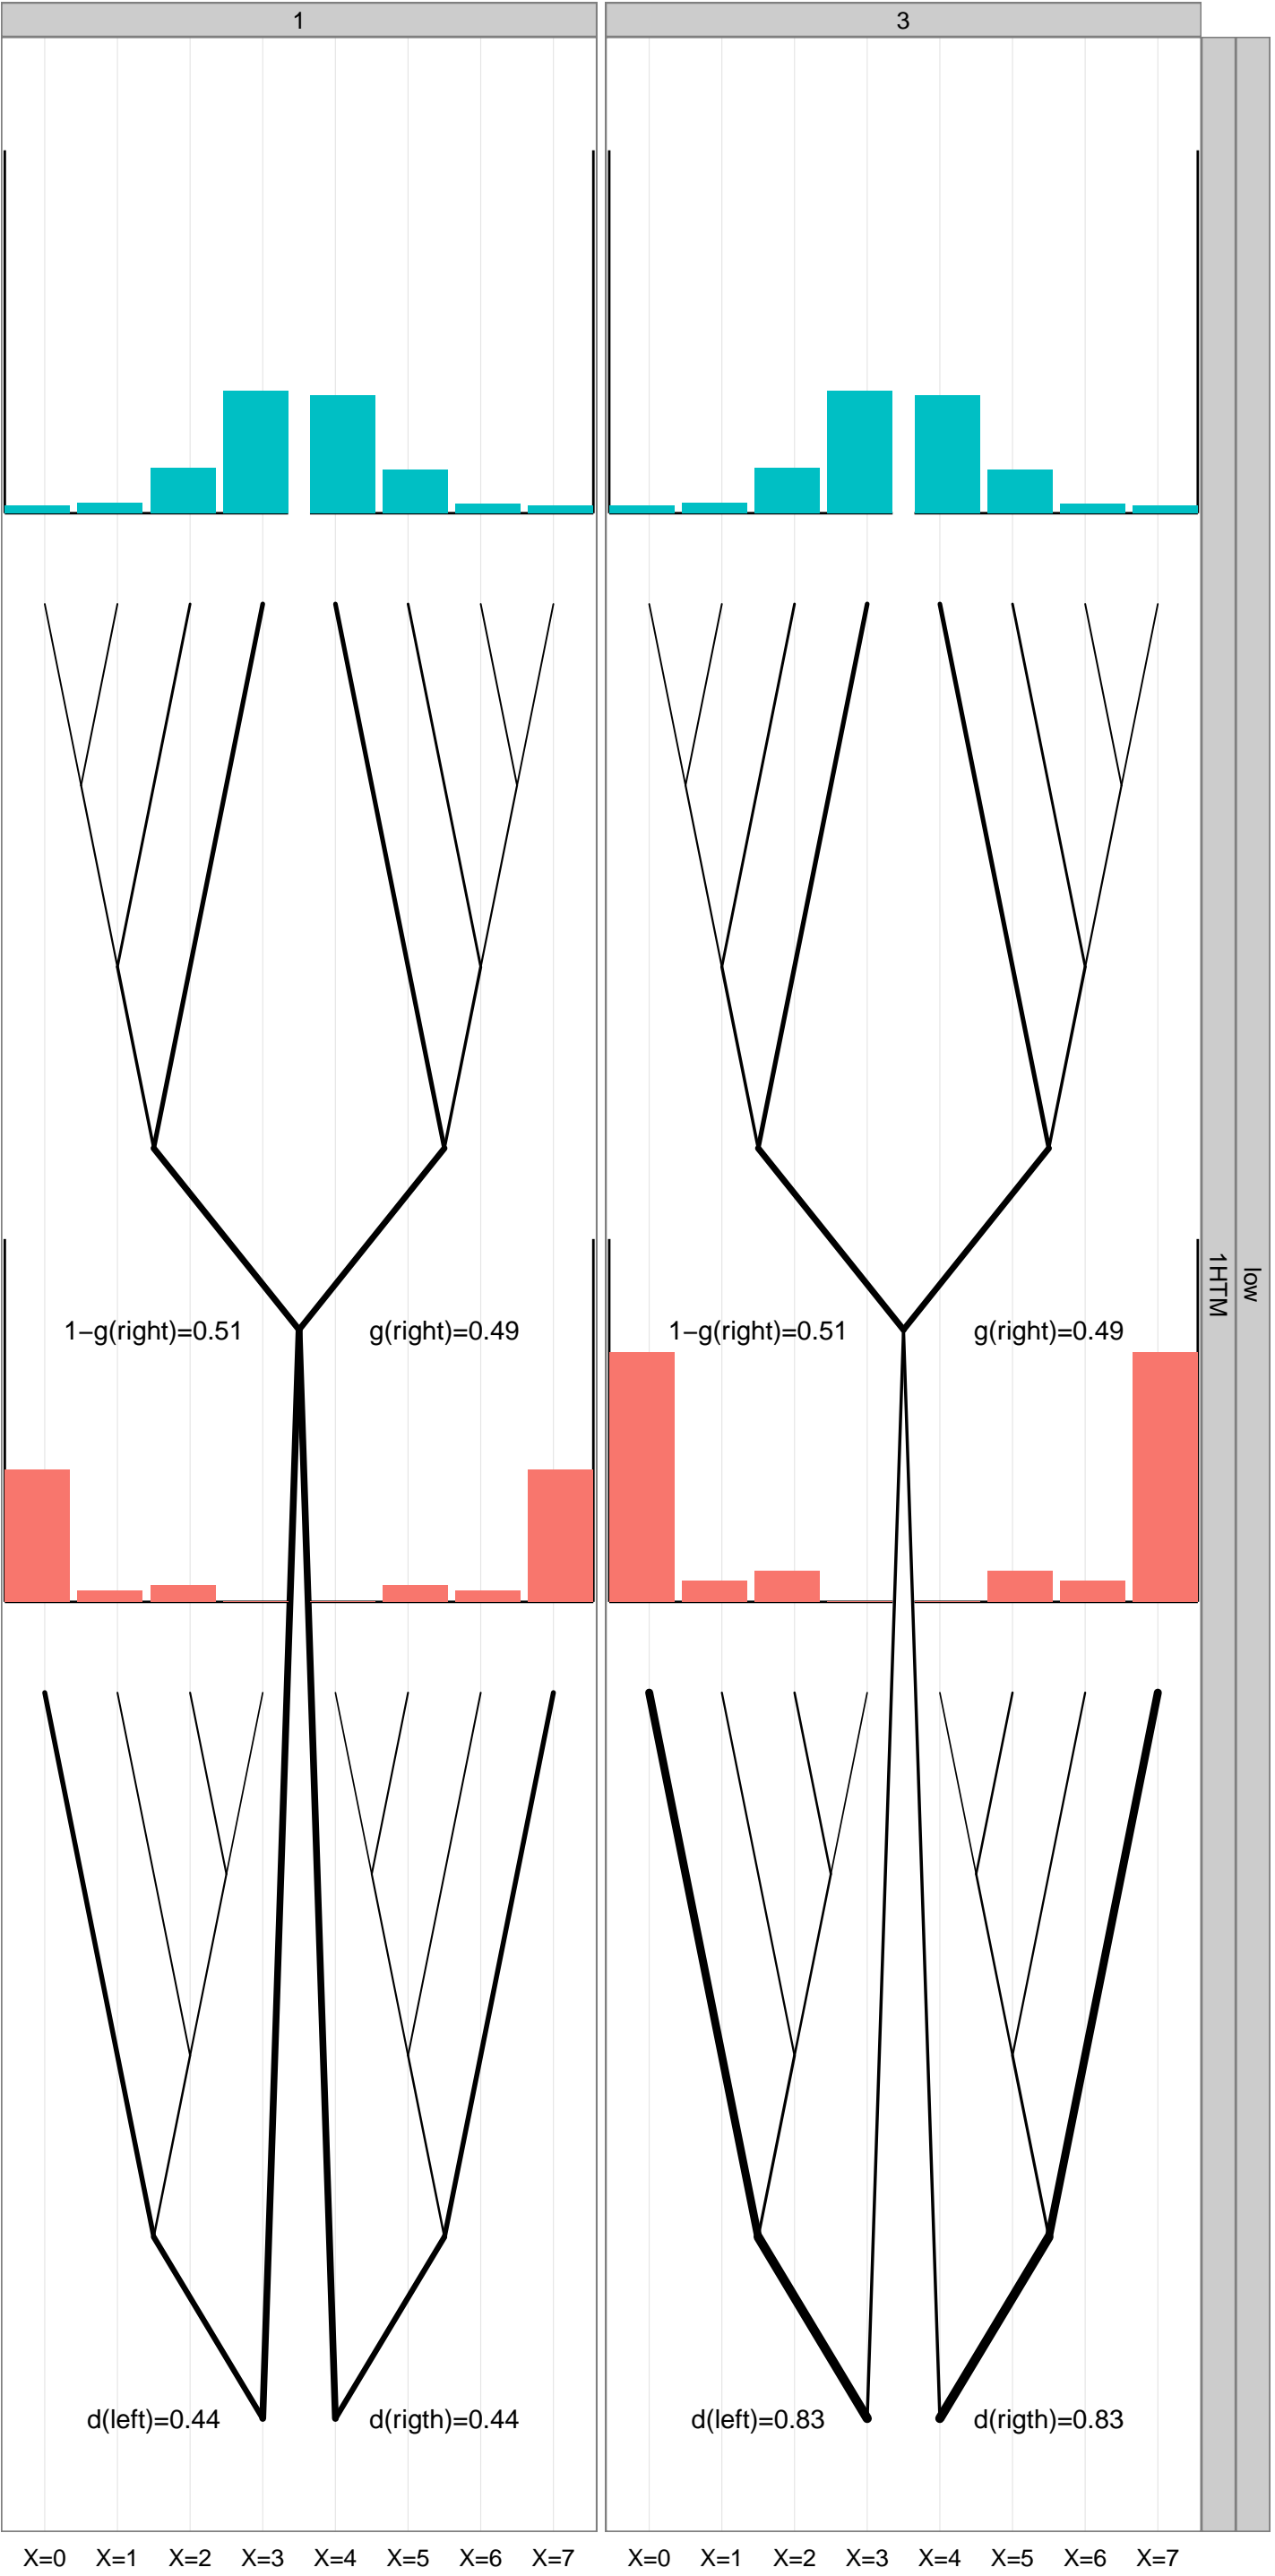 1 3
low
1HTM
1−g(right)=0.51 g(right)=0.49 1−g(right)=0.51 g(right)=0.49
d(left)=0.44 d(rigth)=0.44 d(left)=0.83 d(rigth)=0.83
X=0 X=1 X=2 X=3 X=4 X=5 X=6 X=7 X=0 X=1 X=2 X=3 X=4 X=5 X=6 X=7